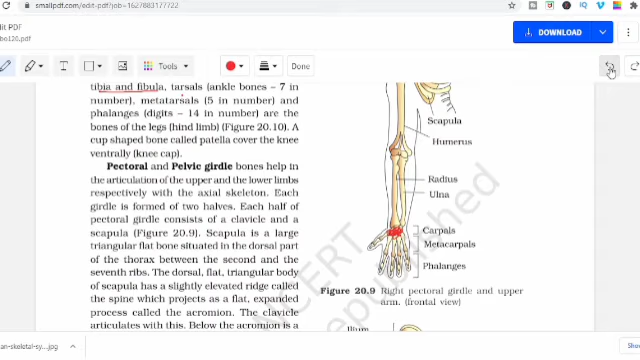 smallpdf.com/edit-pdf#job=1627883177722
dit PDF
bo126.pdf
DOWNLOAD
T
Tools
Done
tibia and fibula, tarsals (ankle bones – 7 in
number), metatarsals (5 in number) and
phalanges (digits – 14 in number) are the
bones of the legs (hind limb) (Figure 20.10). A
cup shaped bone called patella cover the knee
ventrally (knee cap).
Pectoral and Pelvic girdle bones help in
the articulation of the upper and the lower limbs
respectively with the axial skeleton. Each
girdle is formed of two halves. Each half of
pectoral girdle consists of a clavicle and a
scapula (Figure 20.9). Scapula is a large
triangular flat bone situated in the dorsal part
of the thorax between the second and the
seventh ribs. The dorsal, flat, triangular body
of scapula has a slightly elevated ridge called
the spine which projects as a flat, expanded
process called the acromion. The clavicle
articulates with this. Below the acromion is a
Scapula
Humerus
Radius
Ulna
Carpals
Metacarpals
Phalanges
Figure 20.9 Right pectoral girdle and upper
arm. (frontal view)
Ilium
NCERT
republished
an-skeletal-sy....jpg
Sho